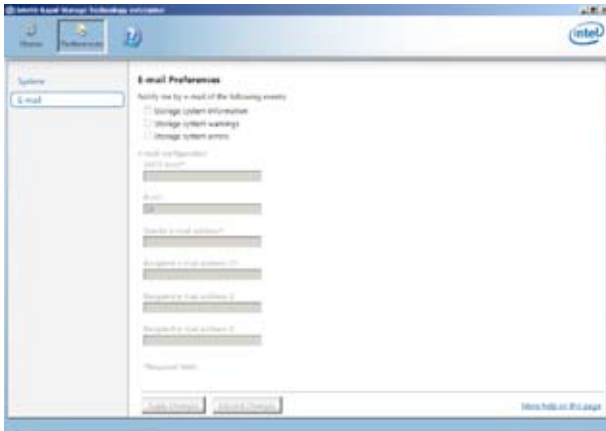 Intel® Rapid Storage Technology enterprise
Home
Preferences
intel
System
E-mail
E-mail Preferences
Notify me by e-mail of the following events
Storage system information
Storage system warnings
Storage system errors
E-mail configuration
SMTP host*
Port*
Sender e-mail address*
Recipient e-mail address 1*
Recipient e-mail address 2
Recipient e-mail address 3
*Required fields
Apply Changes
Discard Changes
More help on this page